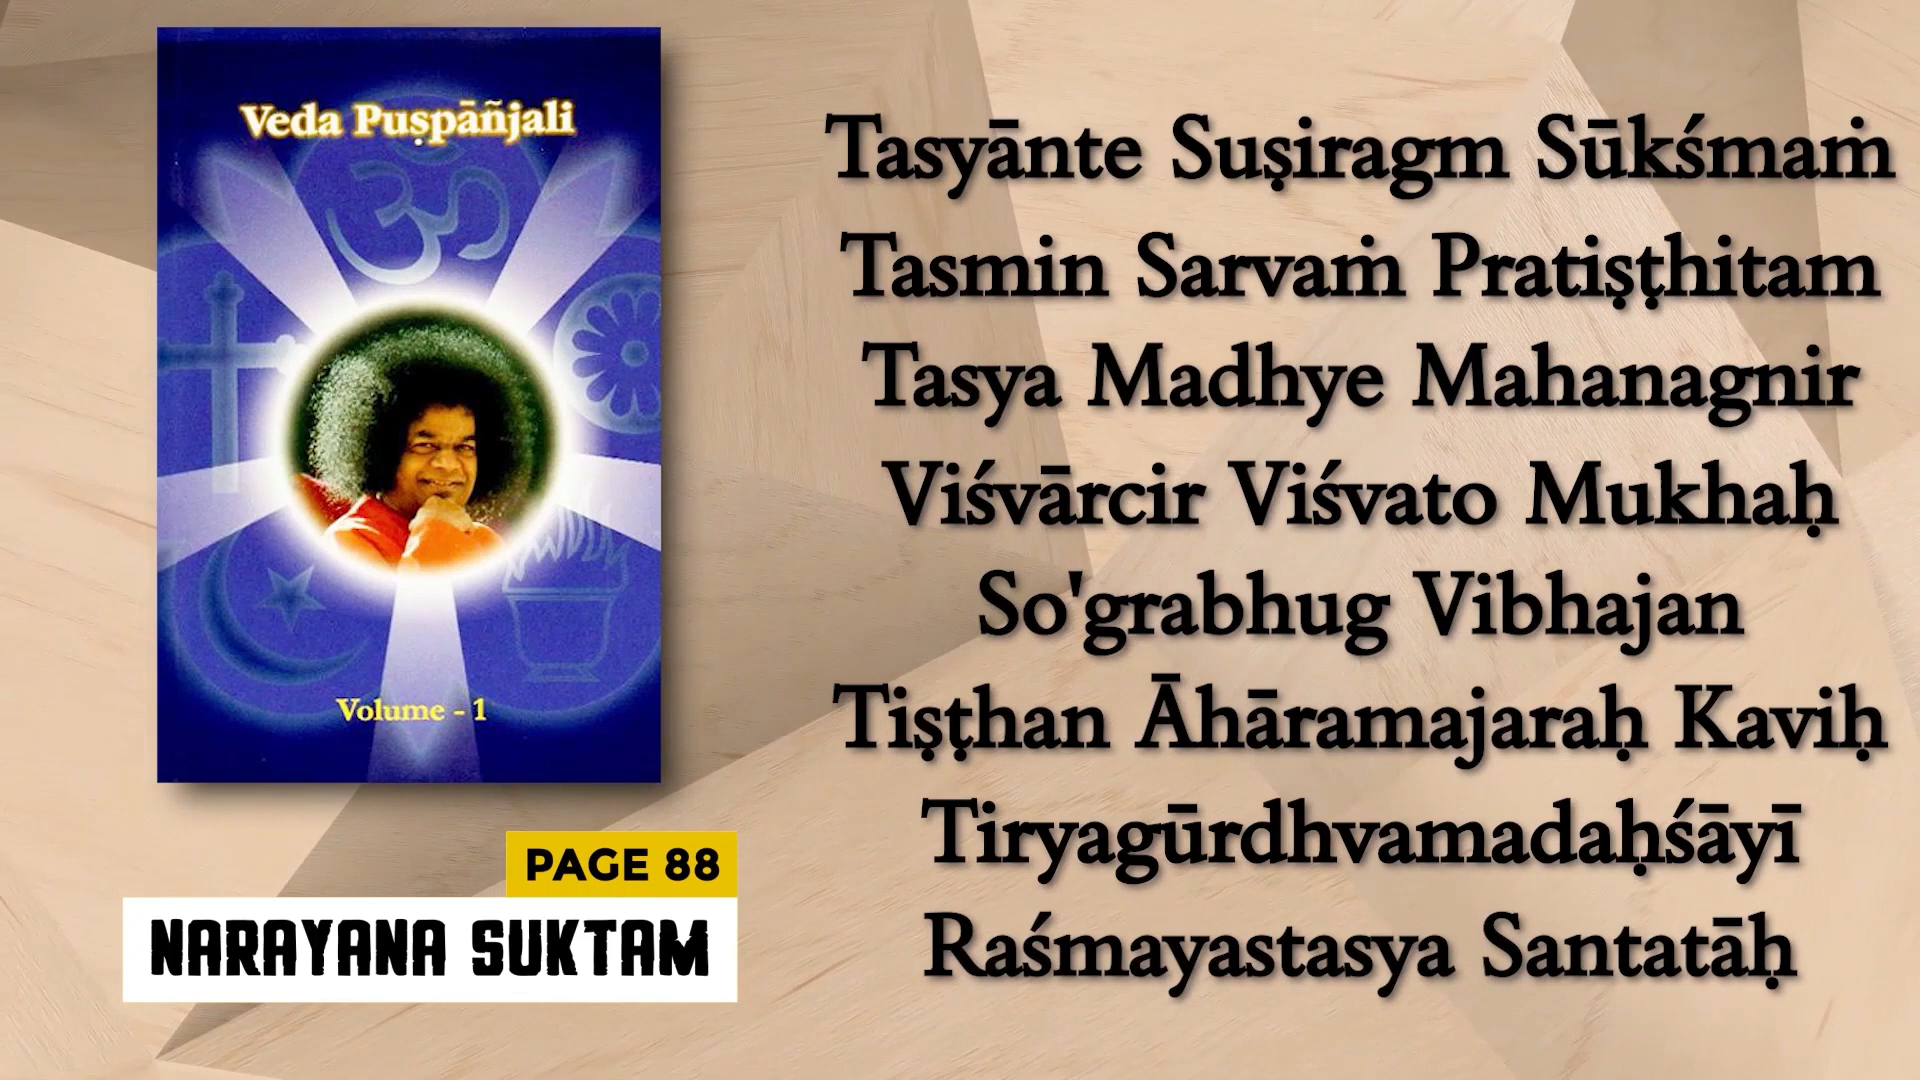 Veda Puṣpāñjali
Volume - 1
PAGE 88
NARAYANA SUKTAM
Tasyānte Suṣiragm Sūkśmaṁ
Tasmin Sarvaṁ Pratiṣṭhitam
Tasya Madhye Mahanagnir
Viśvārcir Viśvato Mukhaḥ
So'grabhug Vibhajan
Tiṣṭhan Āhāramajaraḥ Kaviḥ
Tiryagūrdhvamadaḥśāyī
Raśmayastasya Santatāḥ